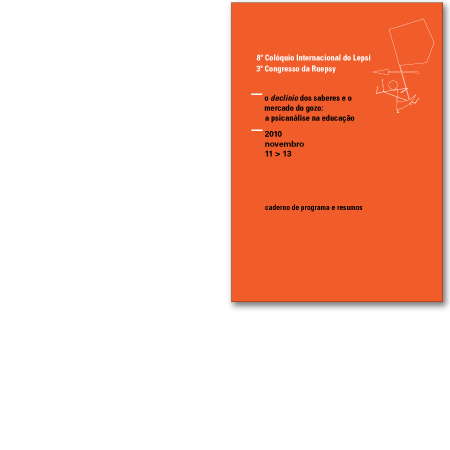 8º Colóquio Internacional do Lepsi
3º Congresso da Ruepsy
o declínio dos saberes e o
mercado do gozo:
a psicanálise na educação
2010
novembro
11 > 13
caderno de programa e resumos